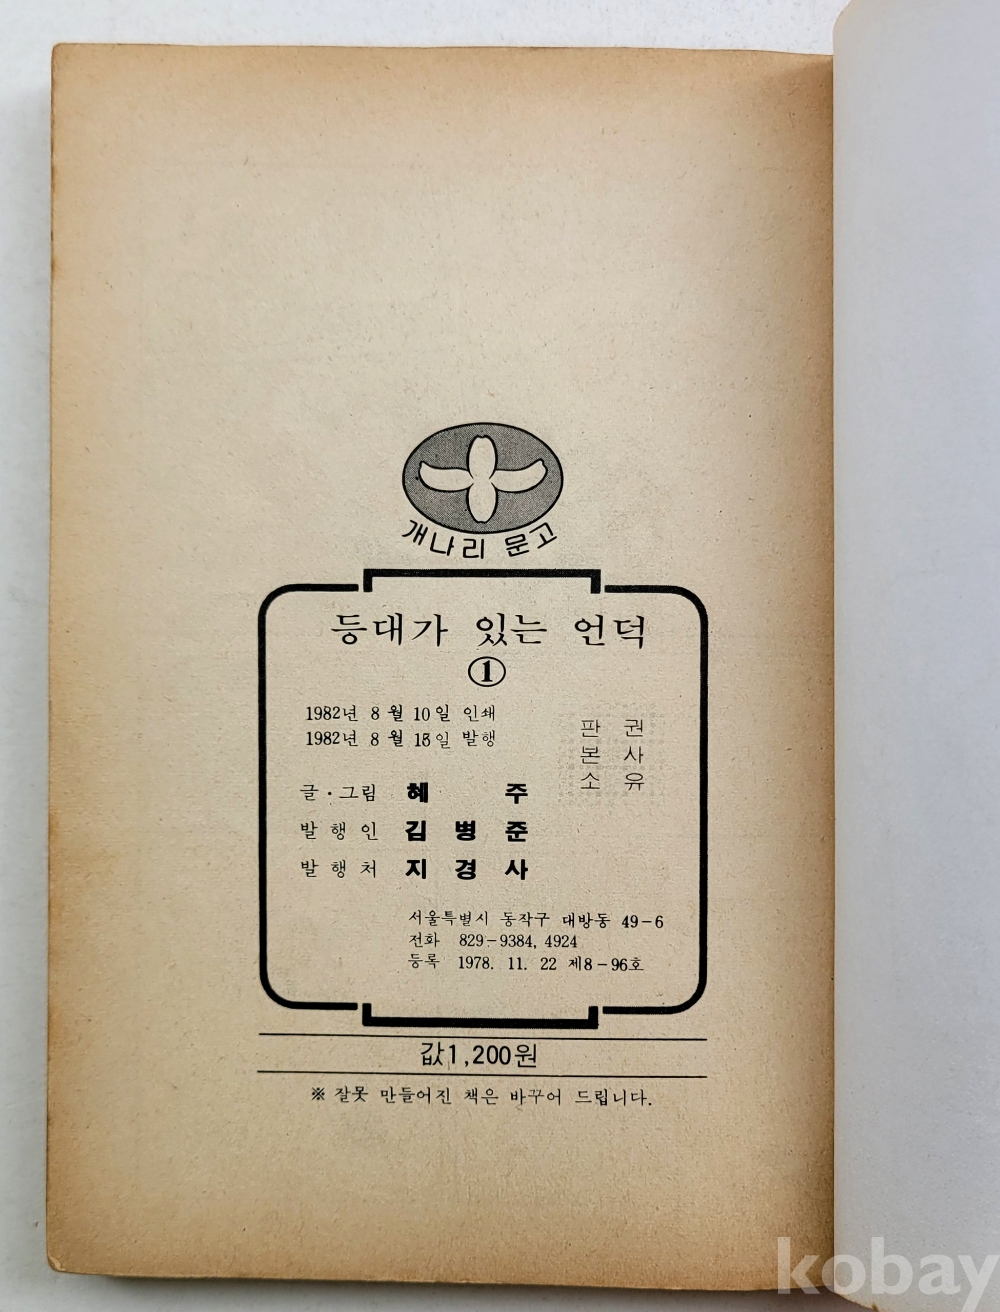 개나리 문고
등대가 있는 언덕
①
1982년 8월 10일 인쇄
1982년 8월 15일 발행
판 권
본 사
소 유
글·그림 혜 주
발 행 인 김 병 준
발 행 처 지 경 사
서울특별시 동작구 대방동 49-6
전화 829-9384, 4924
등록 1978. 11. 22 제8-96호
값1,200원
※ 잘못 만들어진 책은 바꾸어 드립니다.
kobay